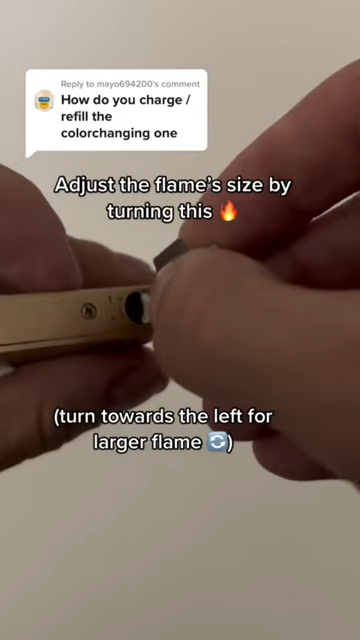 Reply to mayo694200's comment
How do you charge /
refill the
colorchanging one
Adjust the flame's size by
turning this 🔥
(turn towards the left for
larger flame 🔄)